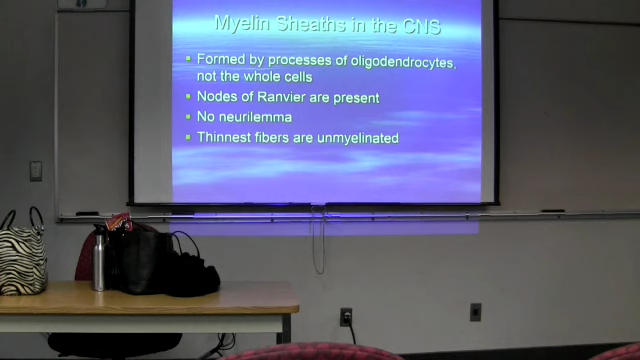 Myelin Sheaths in the CNS
Formed by processes of oligodendrocytes,
not the whole cells
Nodes of Ranvier are present
No neurilemma
Thinnest fibers are unmyelinated